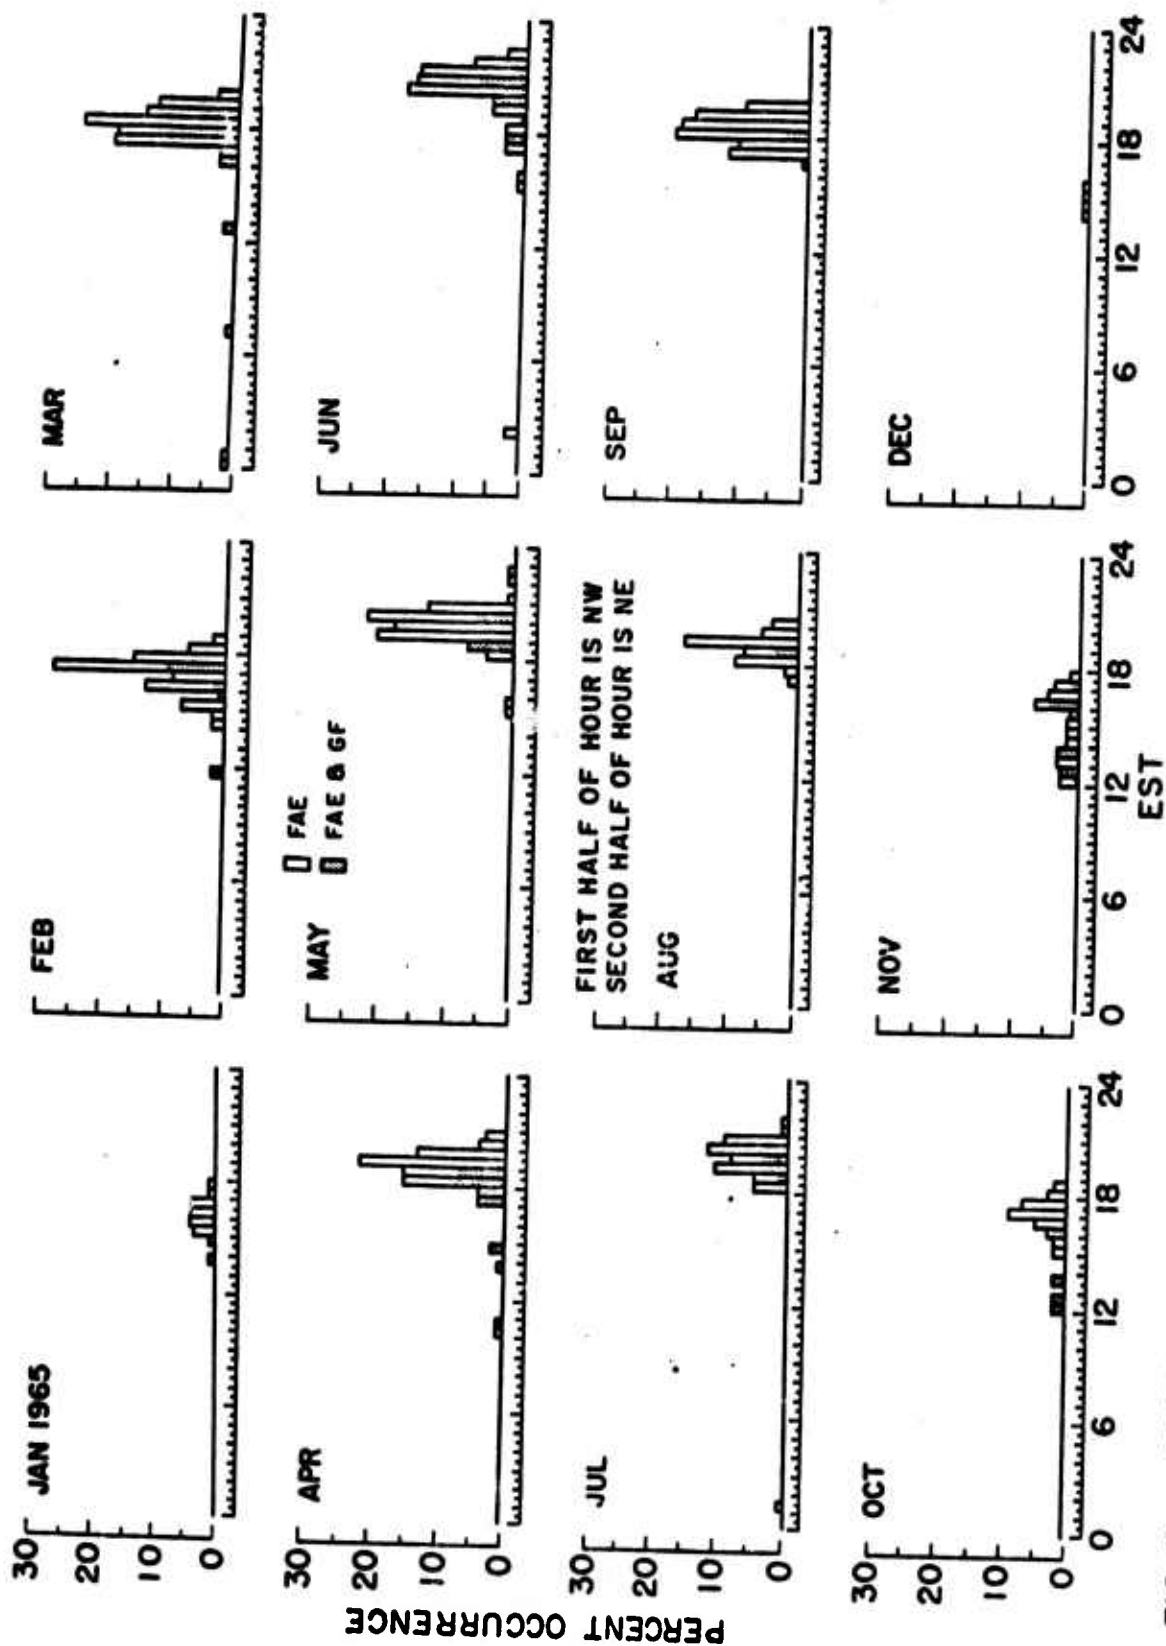 JAN 1965
FEB
MAR
30
20
10
0
APR
MAY
JUN
FAE
FAE & GF
30
20
10
0
PERCENT OCCURRENCE
FIRST HALF OF HOUR IS NW
SECOND HALF OF HOUR IS NE
JUL
AUG
SEP
30
20
10
0
OCT
NOV
DEC
30
20
10
0
0 6 12 18 24
0 6 12 18 24
0 6 12 18 24
EST